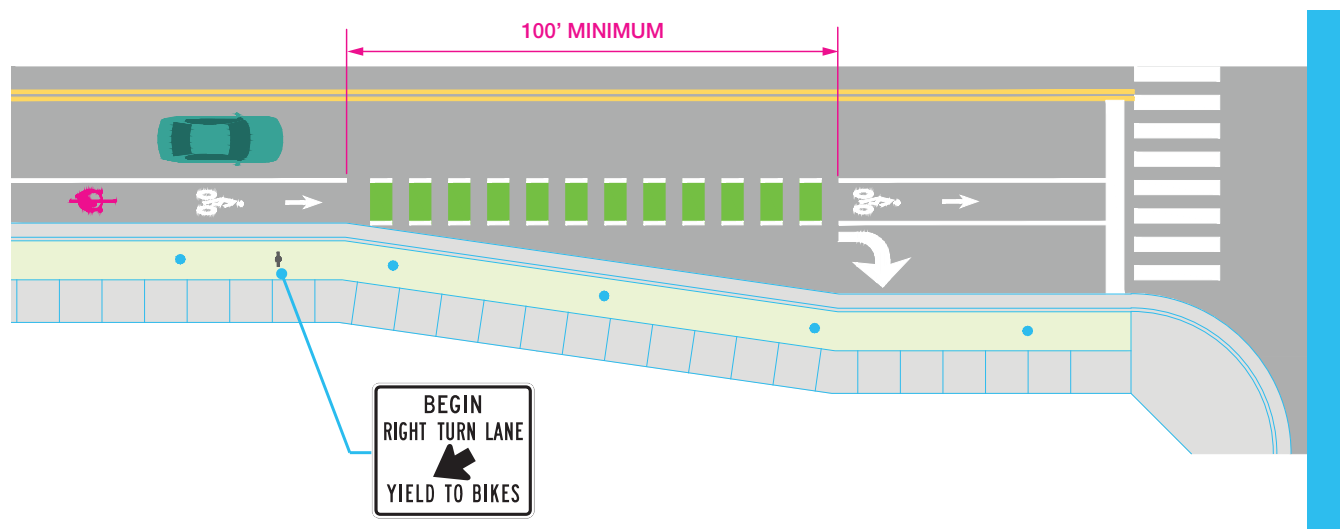 100’ MINIMUM
BEGIN
RIGHT TURN LANE
YIELD TO BIKES